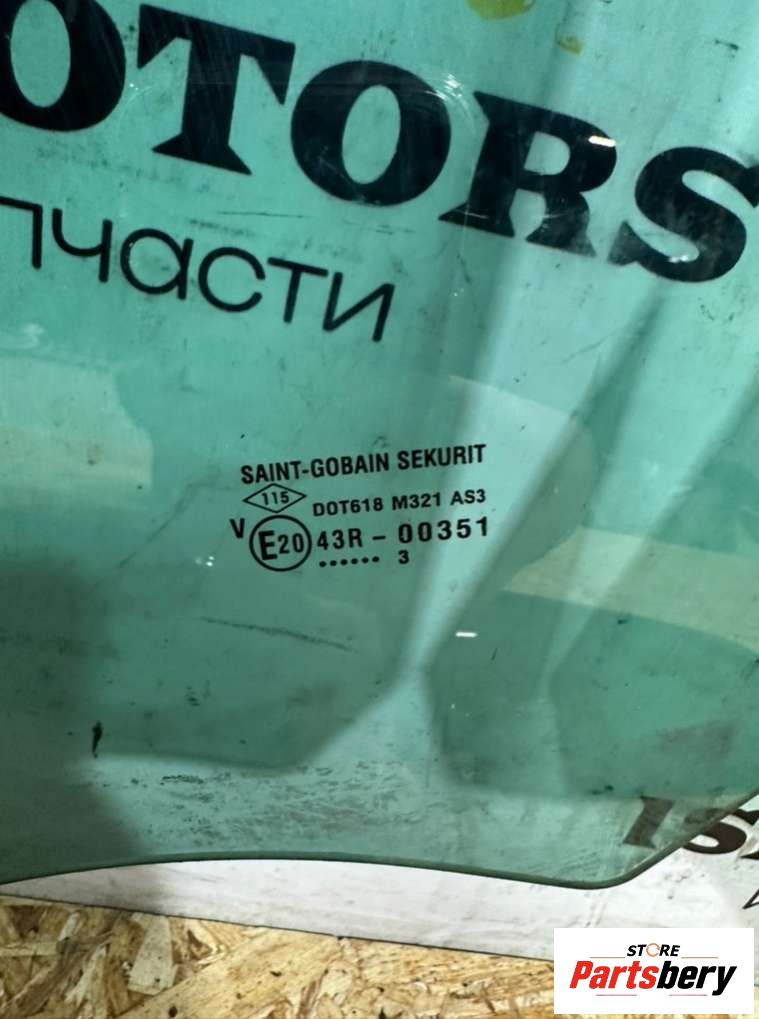 OTORS
пчасти
SAINT-GOBAIN SEKURIT
115 DOT618 M321 AS3
V E20 43R - 00351
...... 3
STORE
Partsbery